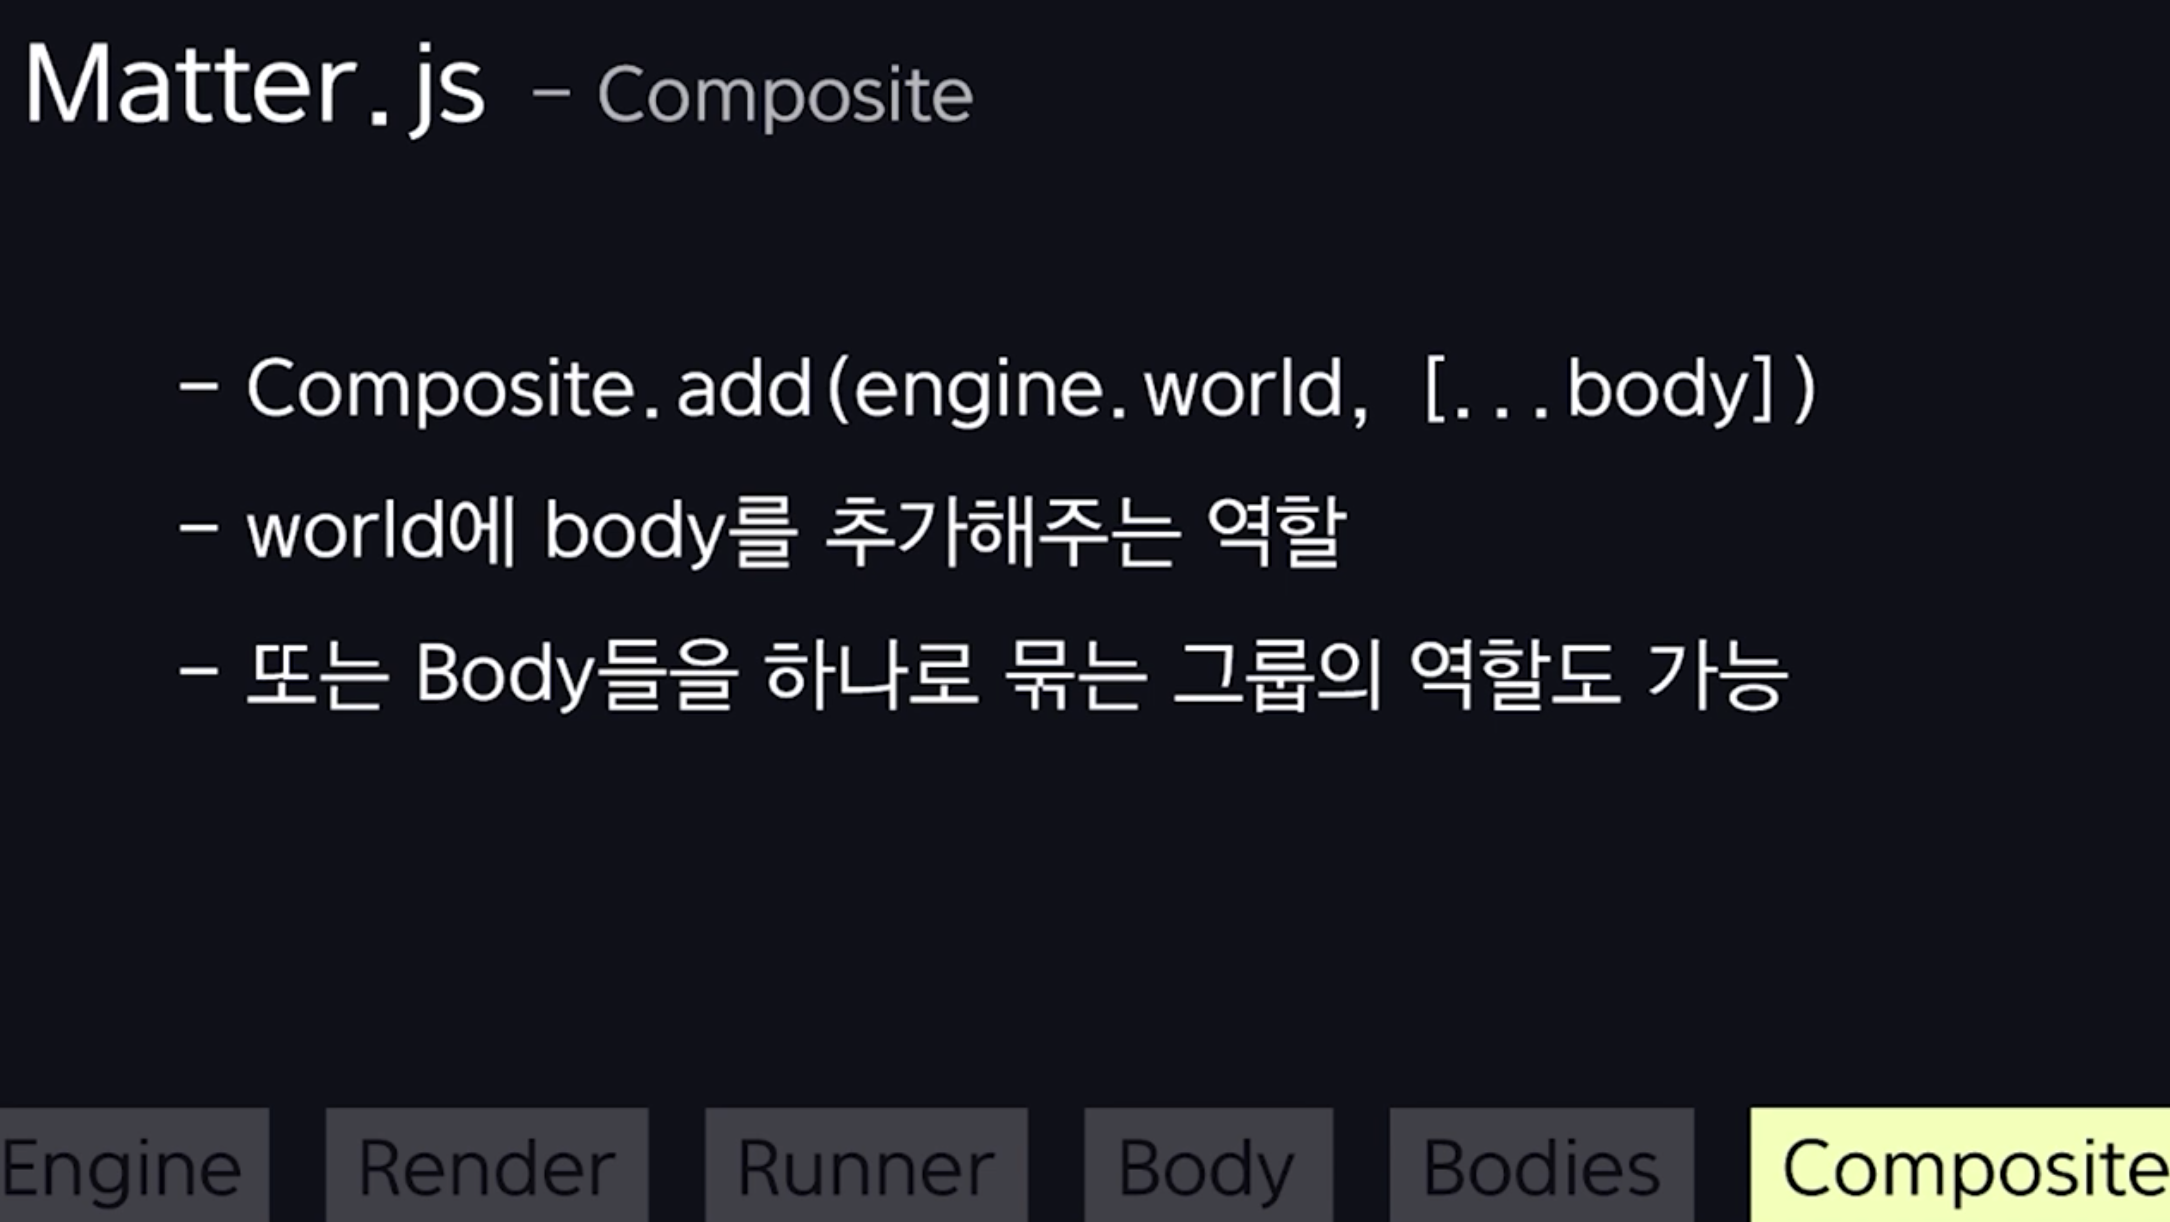 Matter.js - Composite
- Composite.add(engine.world, [...body])
- world에 body를 추가해주는 역할
- 또는 Body들을 하나로 묶는 그룹의 역할도 가능
Engine Render Runner Body Bodies Composite